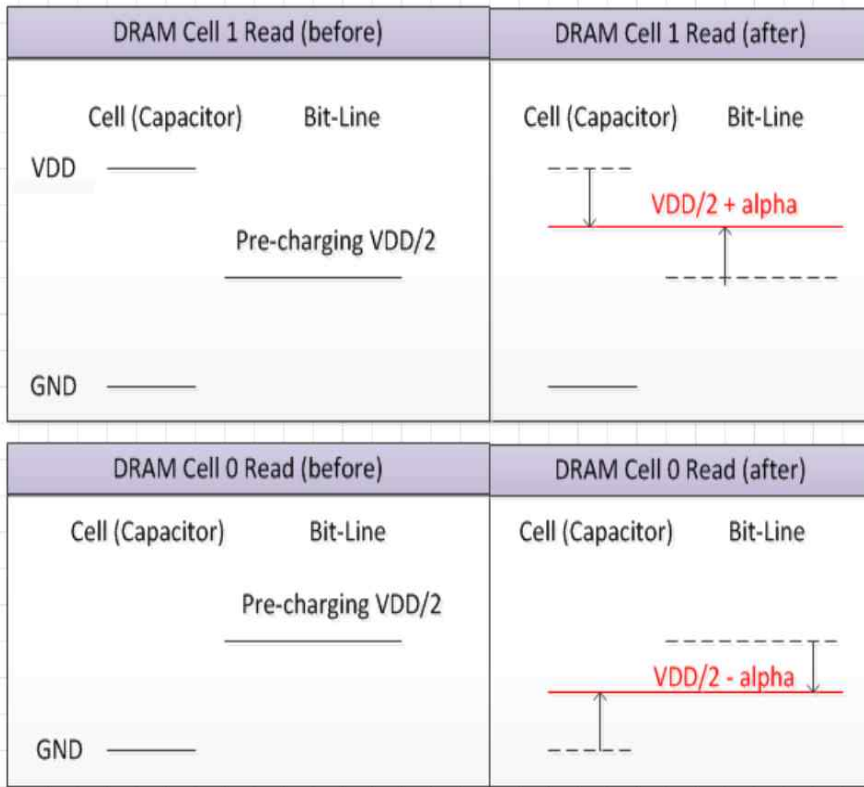 DRAM Cell 1 Read (before)
DRAM Cell 1 Read (after)
Cell (Capacitor) Bit-Line
Cell (Capacitor) Bit-Line
VDD
VDD/2 + alpha
Pre-charging VDD/2
GND
DRAM Cell 0 Read (before)
DRAM Cell 0 Read (after)
Cell (Capacitor) Bit-Line
Cell (Capacitor) Bit-Line
Pre-charging VDD/2
VDD/2 - alpha
GND